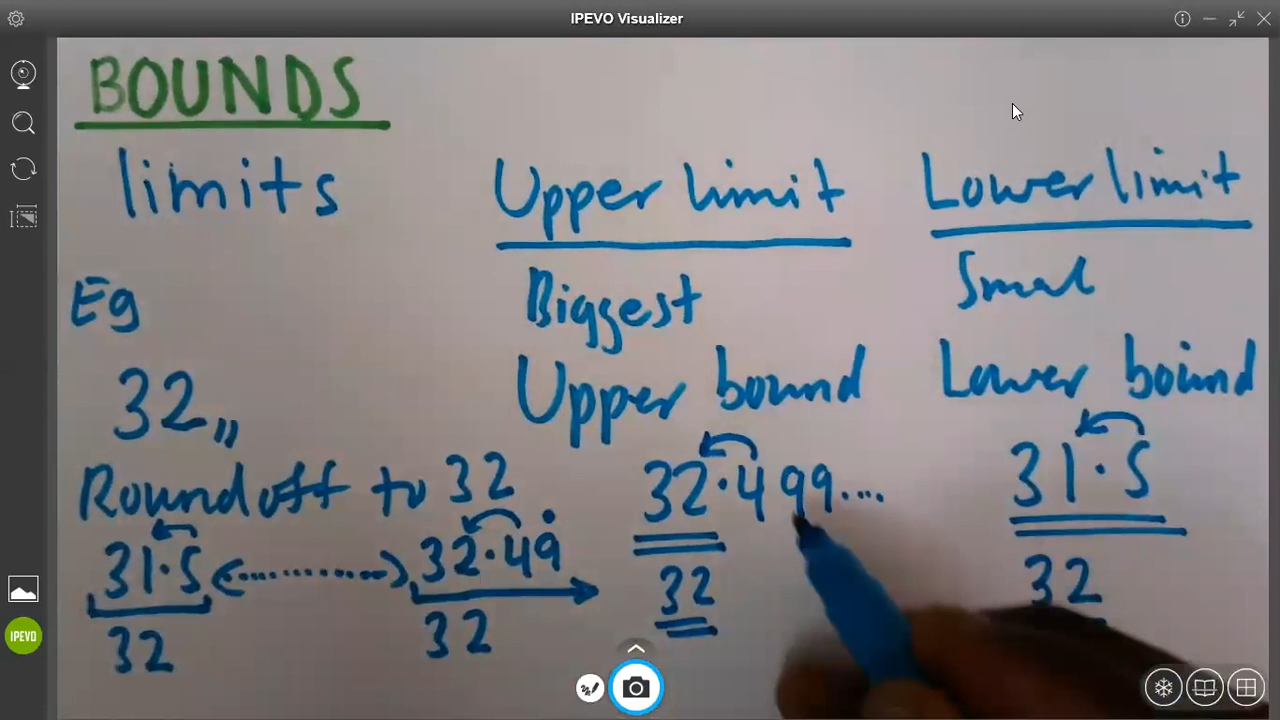 IPEVO Visualizer
BOUNDS
limits
Upper limit
Lower limit
Eg
Biggest
Smal
32,,
Upper bound
Lower bound
Round off to 32
32.499...
31.5
31.5 <--------> 32.49̇
32
32
32
32
IPEVO